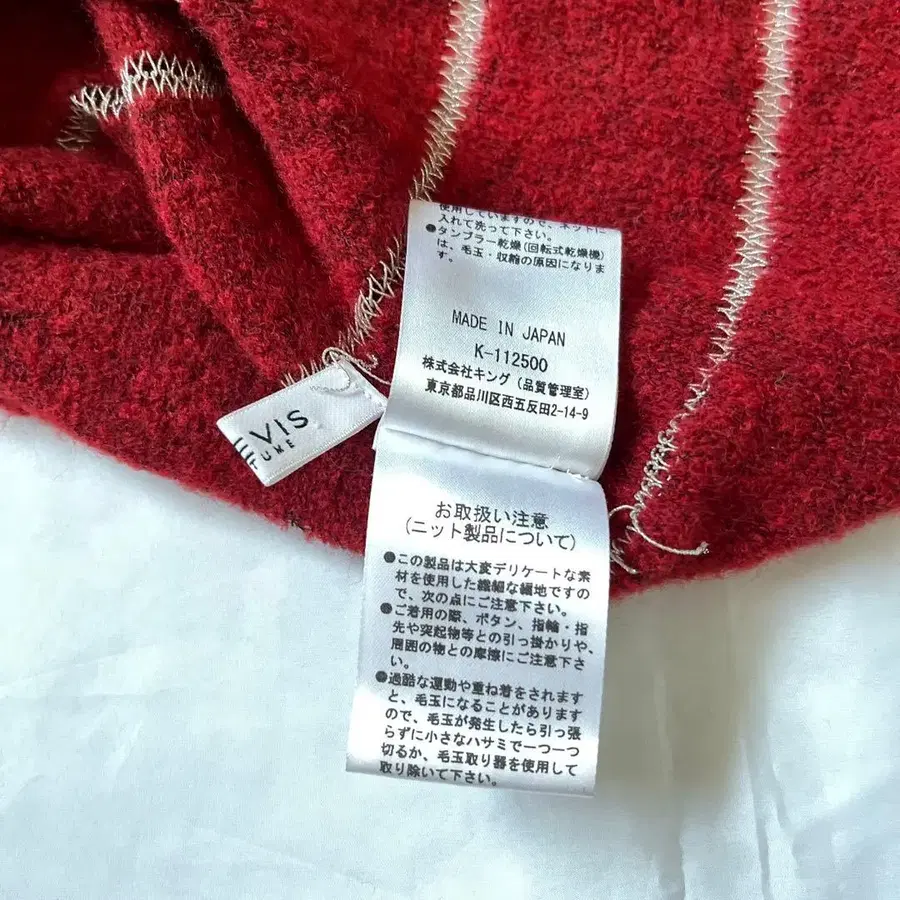 使用していますので、ネットに
入れて洗って下さい。
●タンブラー乾燥(回転式乾燥機)
は、毛玉・収縮の原因になりま
す。
MADE IN JAPAN
K-112500
株式会社キング(品質管理室)
東京都品川区西五反田2-14-9
VIS
UME
お取扱い注意
(ニット製品について)
●この製品は大変デリケートな素
材を使用した繊細な編地ですの
で、次の点にご注意下さい。
●ご着用の際、ボタン、指輪・指
先や突起物等との引っ掛かりや、
周囲の物との摩擦にご注意下さ
い。
●過酷な運動や重ね着をされます
と、毛玉になることがあります
ので、毛玉が発生したら引っ張
らずに小さなハサミで一つ一つ
切るか、毛玉取り器を使用して
取り除いて下さい。